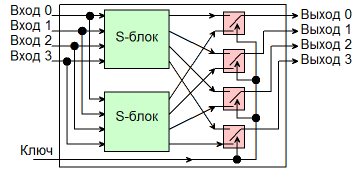 Вход 0
Вход 1
Вход 2
Вход 3
S-блок
S-блок
Выход 0
Выход 1
Выход 2
Выход 3
Ключ